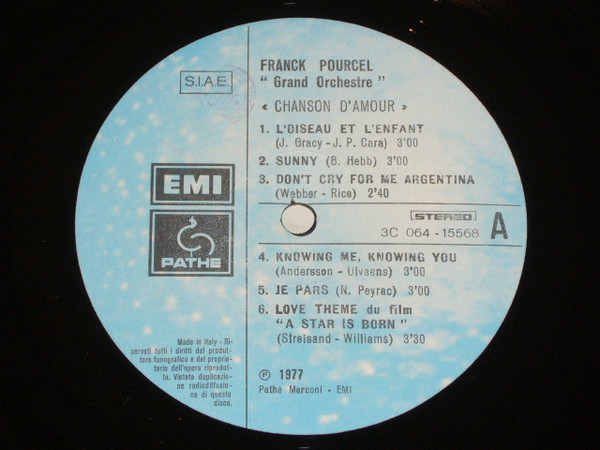 FRANCK POURCEL
“ Grand Orchestre ”
« CHANSON D'AMOUR »
S.I.A.E.
1. L'OISEAU ET L'ENFANT
(J. Gracy - J. P. Cara) 3'00
2. SUNNY (B. Hebb) 3'00
3. DON'T CRY FOR ME ARGENTINA
(Webber - Rice) 2'40
EMI
PATHE
STEREO
3C 064 - 15568 A
4. KNOWING ME, KNOWING YOU
(Andersson - Ulvaens) 3'00
5. JE PARS (N. Peyrac) 3'00
6. LOVE THEME du film
“A STAR IS BORN”
(Streisand - Williams) 3'30
Made in Italy - Ri-
servati tutti i diritti del produt-
tore fonografico e del proprie-
tario dell'opera riprodot-
ta. Vietata duplicazio-
ne radiodiffusio-
ne di questo
disco.
℗ 1977
Pathé Marconi - EMI